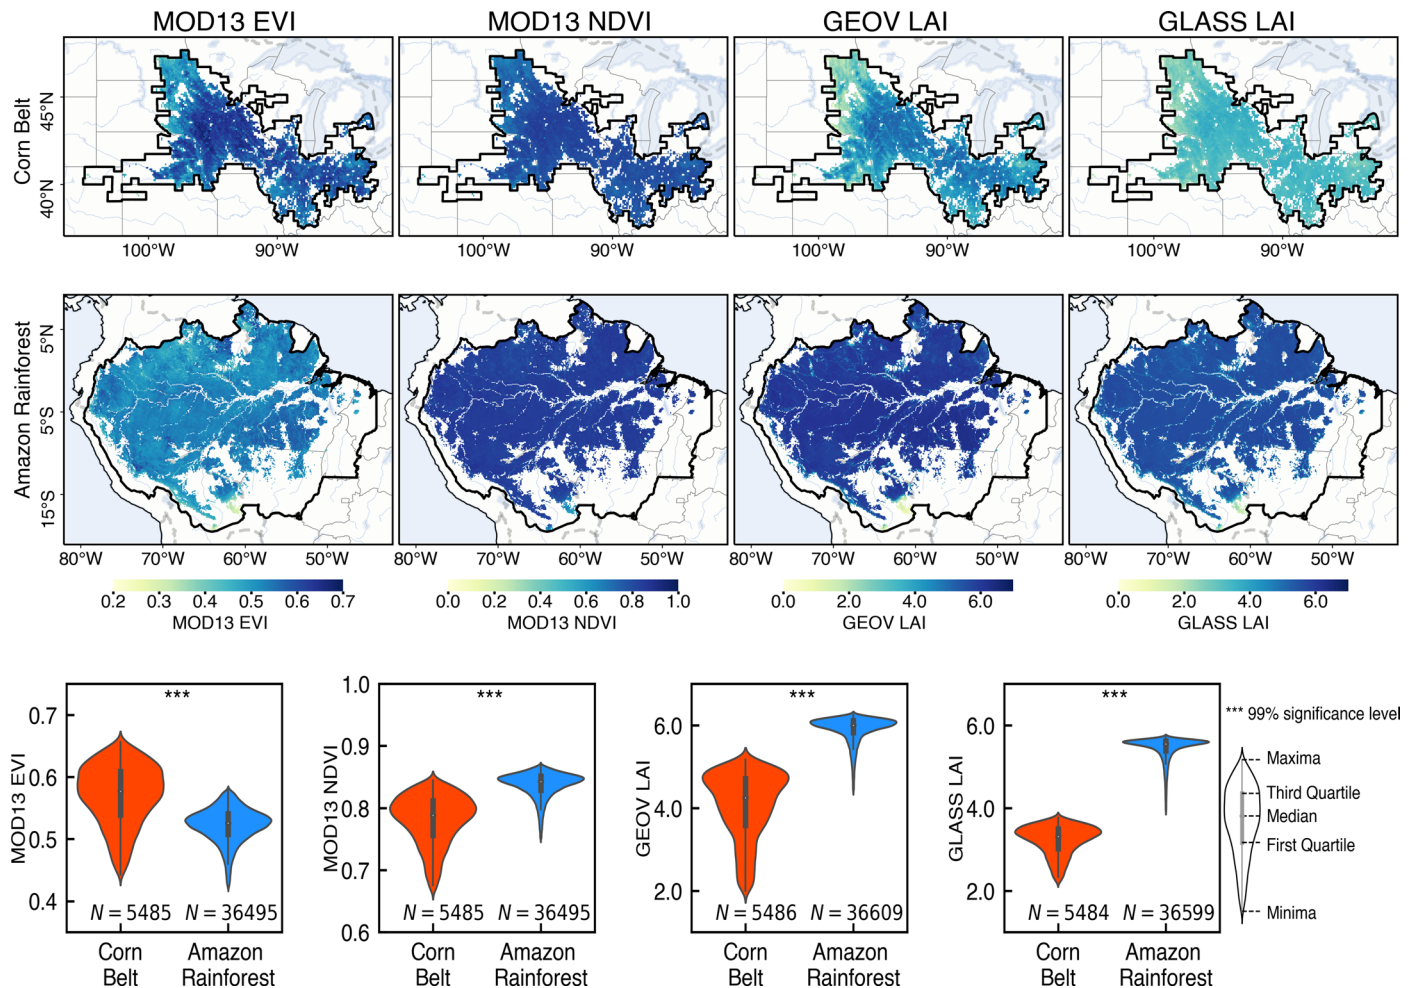 MOD13 EVI MOD13 NDVI GEOV LAI GLASS LAI
Corn Belt
45°N
40°N
100°W 90°W 100°W 90°W 100°W 90°W 100°W 90°W
Amazon Rainforest
5°N
5°S
15°S
80°W 70°W 60°W 50°W 80°W 70°W 60°W 50°W 80°W 70°W 60°W 50°W 80°W 70°W 60°W 50°W
0.2 0.3 0.4 0.5 0.6 0.7 0.0 0.2 0.4 0.6 0.8 1.0 0.0 2.0 4.0 6.0 0.0 2.0 4.0 6.0
MOD13 EVI MOD13 NDVI GEOV LAI GLASS LAI
MOD13 EVI
0.7
0.6
0.5
0.4
***
N = 5485 N = 36495
Corn Amazon
Belt Rainforest
MOD13 NDVI
1.0
0.9
0.8
0.7
0.6
***
N = 5485 N = 36495
Corn Amazon
Belt Rainforest
GEOV LAI
6.0
4.0
2.0
***
N = 5486 N = 36609
Corn Amazon
Belt Rainforest
GLASS LAI
6.0
4.0
2.0
***
N = 5484 N = 36599
Corn Amazon
Belt Rainforest
*** 99% significance level
Maxima
Third Quartile
Median
First Quartile
Minima